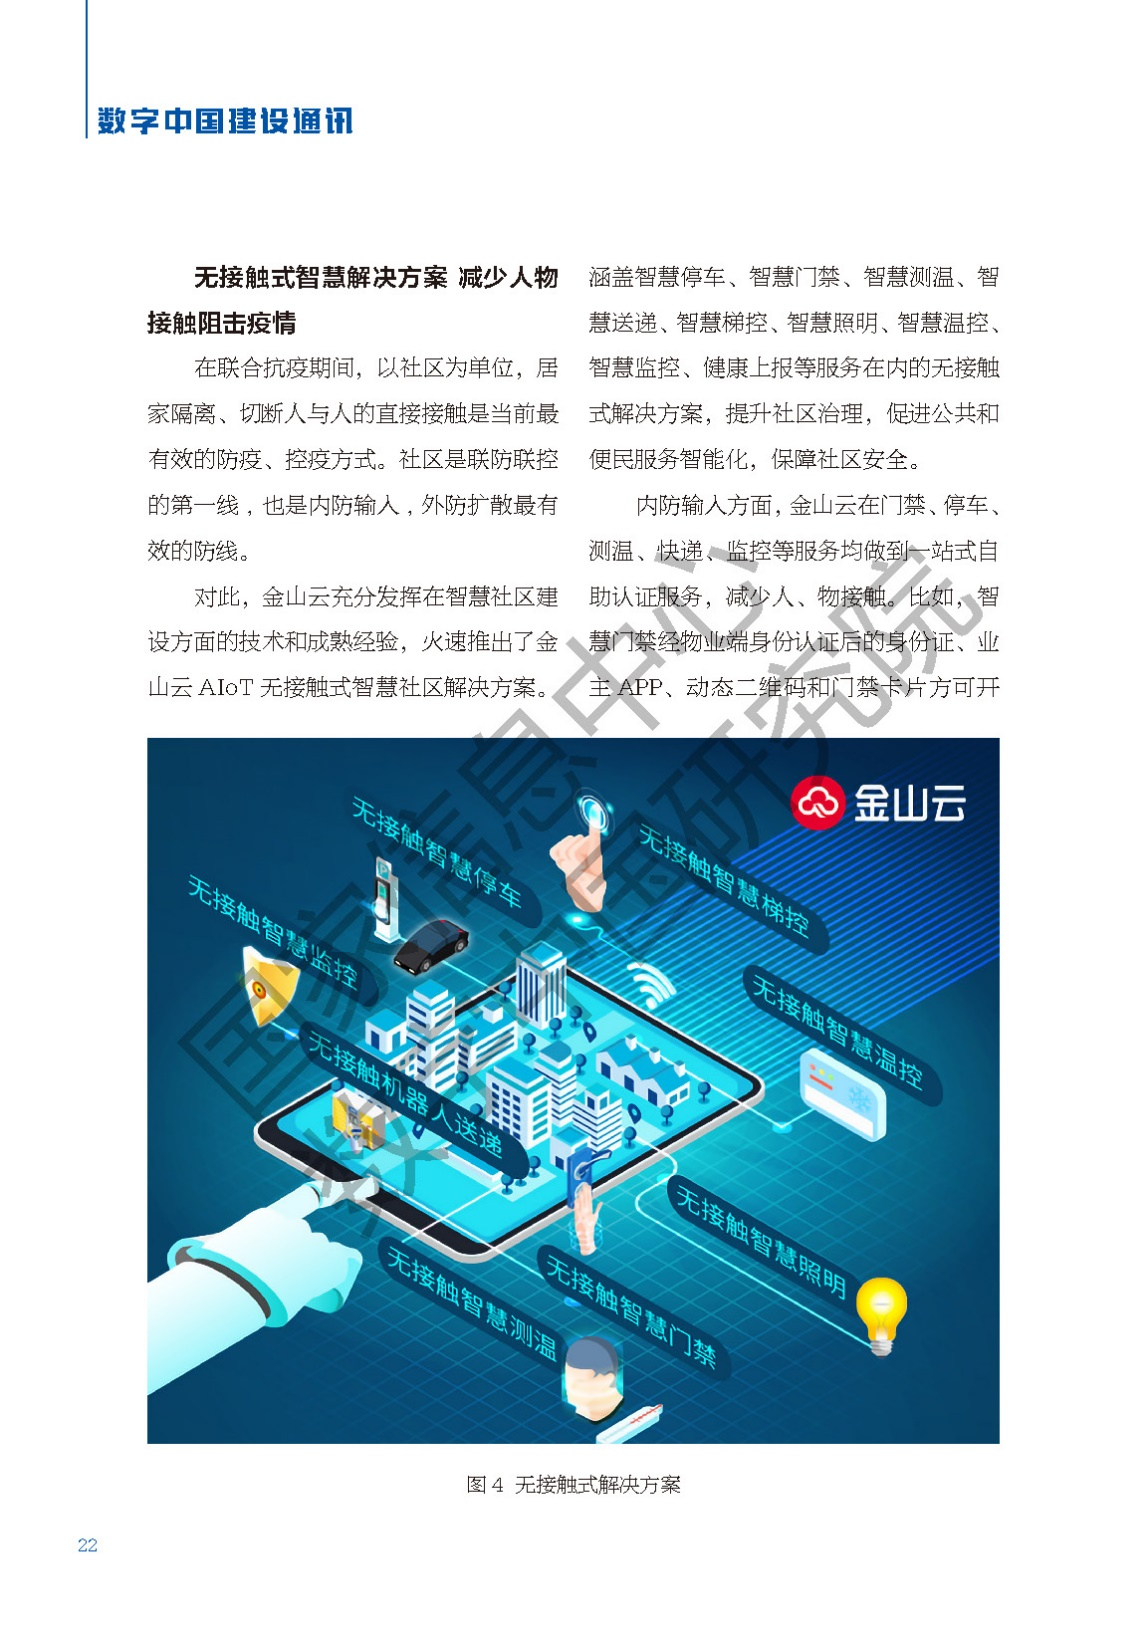 数字中国建设通讯
无接触式智慧解决方案 减少人物
接触阻击疫情
在联合抗疫期间，以社区为单位，居
家隔离、切断人与人的直接接触是当前最
有效的防疫、控疫方式。社区是联防联控
的第一线，也是内防输入，外防扩散最有
效的防线。
对此，金山云充分发挥在智慧社区建
设方面的技术和成熟经验，火速推出了金
山云 AIoT 无接触式智慧社区解决方案。
涵盖智慧停车、智慧门禁、智慧测温、智
慧送递、智慧梯控、智慧照明、智慧温控、
智慧监控、健康上报等服务在内的无接触
式解决方案，提升社区治理，促进公共和
便民服务智能化，保障社区安全。
内防输入方面，金山云在门禁、停车、
测温、快递、监控等服务均做到一站式自
助认证服务，减少人、物接触。比如，智
慧门禁经物业端身份认证后的身份证、业
主 APP、动态二维码和门禁卡片方可开
金山云
无接触智慧停车
无接触智慧梯控
无接触智慧监控
无接触智慧温控
无接触机器人送递
无接触智慧照明
无接触智慧测温
无接触智慧门禁
图 4 无接触式解决方案
22
国家信息中心
数字中国研究院